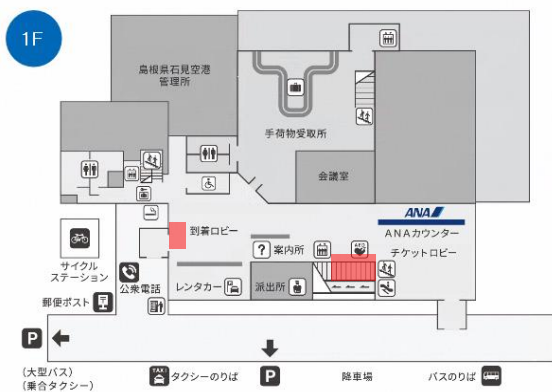 1F
島根県石見空港
管理所
手荷物受取所
会議室
ANA
ANAカウンター
到着ロビー
チケットロビー
? 案内所
AED
サイクル
ステーション
公衆電話
レンタカー
派出所
郵便ポスト
P
(大型バス)
(乗合タクシー)
TAXI
タクシーのりば
P
降車場
バスのりば